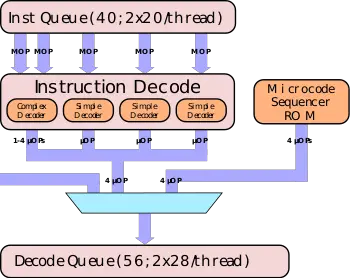 Inst Queue (40; 2x20/thread)
MOP MOP MOP MOP MOP
Instruction Decode
Complex Decoder
Simple Decoder
Simple Decoder
Simple Decoder
Microcode
Sequencer
ROM
1-4 µOPs µOP µOP µOP 4 µOPs
4 µOP 4 µOP
Decode Queue (56; 2x28/thread)